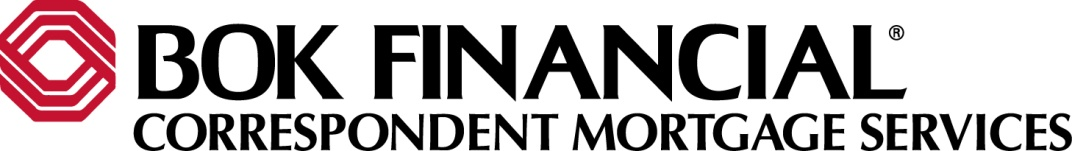 BOK FINANCIAL®
CORRESPONDENT MORTGAGE SERVICES